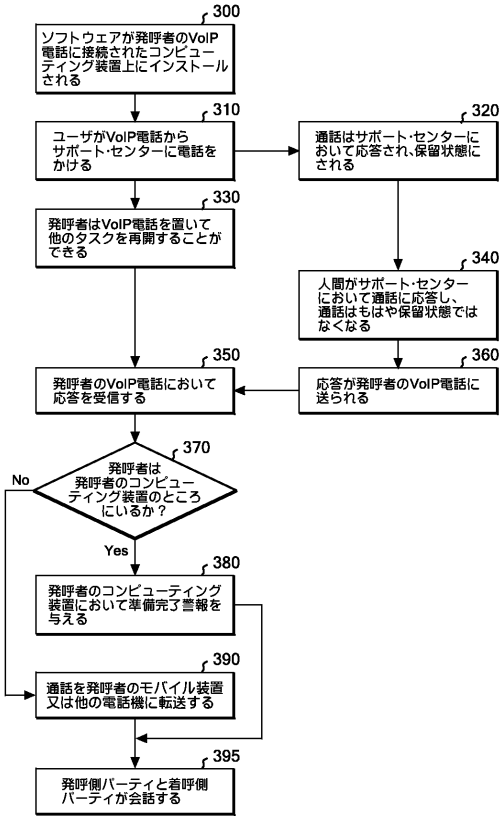 300
ソフトウェアが発呼者のVoIP
電話に接続されたコンピュー
ティング装置上にインストール
される
310
ユーザがVoIP電話から
サポート・センターに電話を
かける
320
通話はサポート・センターに
おいて応答され、保留状態に
される
330
発呼者はVoIP電話を置いて
他のタスクを再開することが
できる
340
人間がサポート・センター
において通話に応答し、
通話はもはや保留状態では
なくなる
350
発呼者のVoIP電話において
応答を受信する
360
応答が発呼者のVoIP電話に
送られる
370
発呼者は
発呼者のコンピュー
ティング装置のところ
にいるか？
No
Yes
380
発呼者のコンピューティング
装置において準備完了警報を
与える
390
通話を発呼者のモバイル装置
又は他の電話機に転送する
395
発呼側パーティと着呼側
パーティが会話する